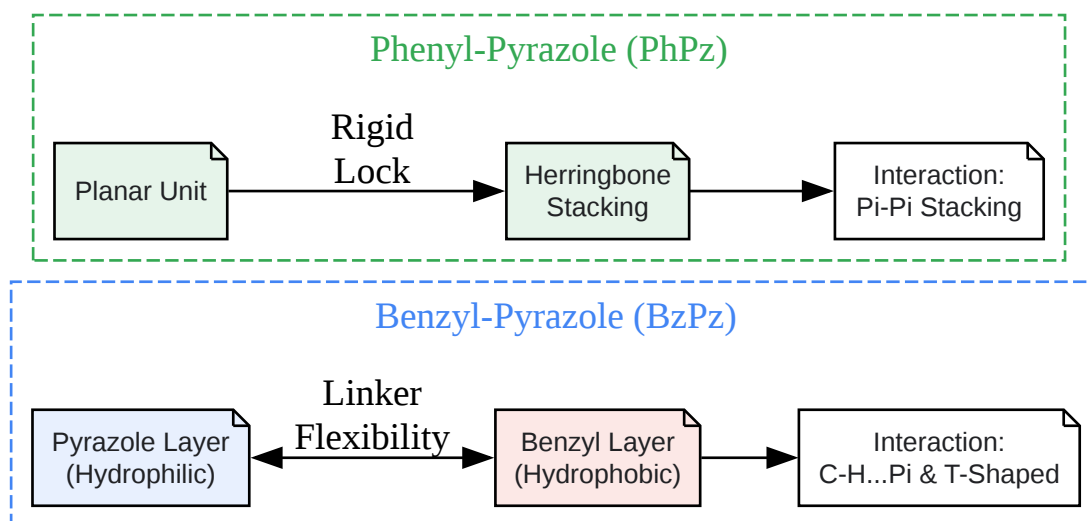 Phenyl-Pyrazole (PhPz)
Rigid
Lock
Planar Unit
Herringbone
Stacking
Interaction:
Pi-Pi Stacking
Benzyl-Pyrazole (BzPz)
Linker
Flexibility
Pyrazole Layer
(Hydrophilic)
Benzyl Layer
(Hydrophobic)
Interaction:
C-H...Pi & T-Shaped